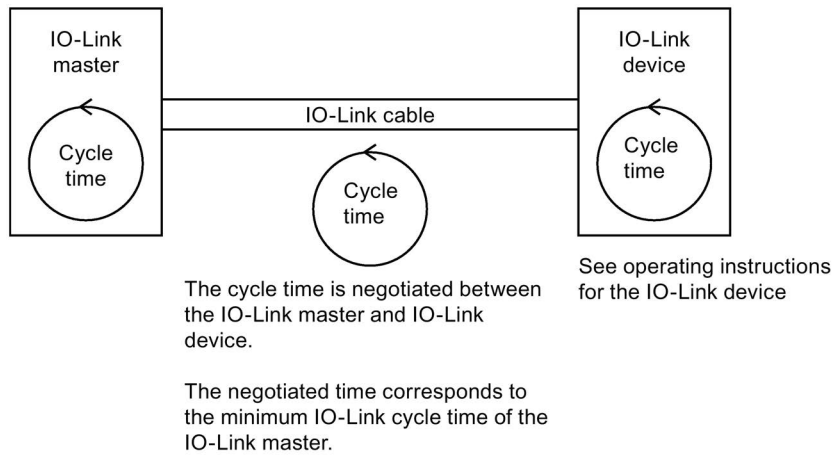 IO-Link
master
Cycle
time
IO-Link cable
Cycle
time
IO-Link
device
Cycle
time
The cycle time is negotiated between
the IO-Link master and IO-Link
device.
The negotiated time corresponds to
the minimum IO-Link cycle time of the
IO-Link master.
See operating instructions
for the IO-Link device